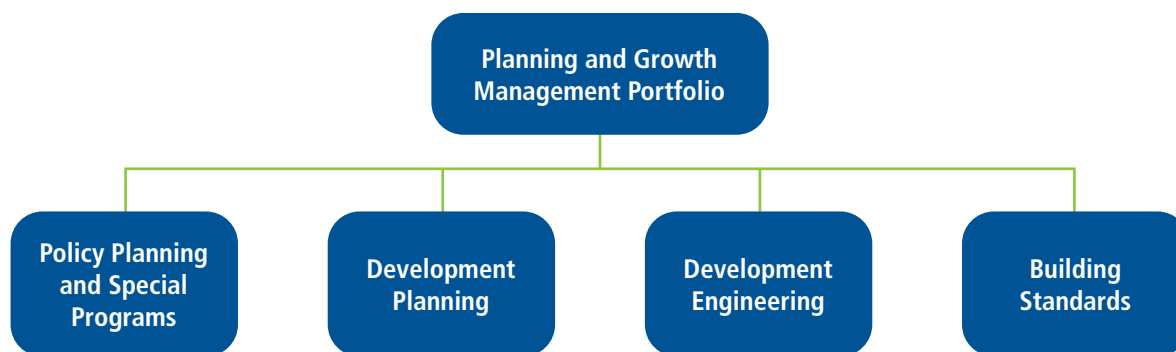 Planning and Growth
Management Portfolio
Policy Planning
and Special
Programs
Development
Planning
Development
Engineering
Building
Standards